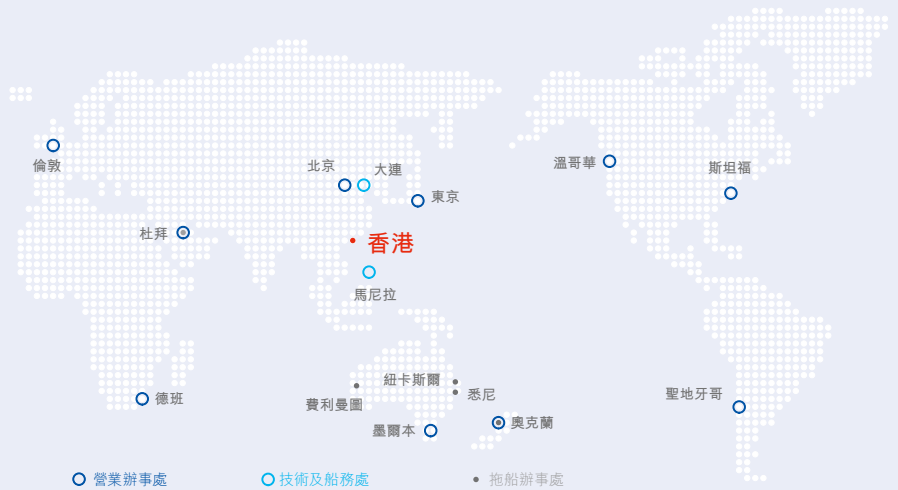 倫敦
北京
大連
溫哥華
斯坦福
東京
杜拜
香港
馬尼拉
紐卡斯爾
悉尼
聖地牙哥
德班
費利曼圖
墨爾本
奧克蘭
營業辦事處
技術及船務處
拖船辦事處